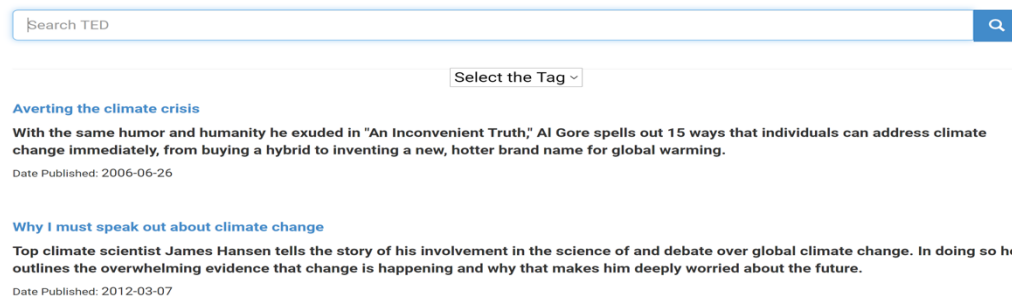 Search TED
Select the Tag
Averting the climate crisis
With the same humor and humanity he exuded in "An Inconvenient Truth," Al Gore spells out 15 ways that individuals can address climate
change immediately, from buying a hybrid to inventing a new, hotter brand name for global warming.
Date Published: 2006-06-26
Why I must speak out about climate change
Top climate scientist James Hansen tells the story of his involvement in the science of and debate over global climate change. In doing so
outlines the overwhelming evidence that change is happening and why that makes him deeply worried about the future.
Date Published: 2012-03-07